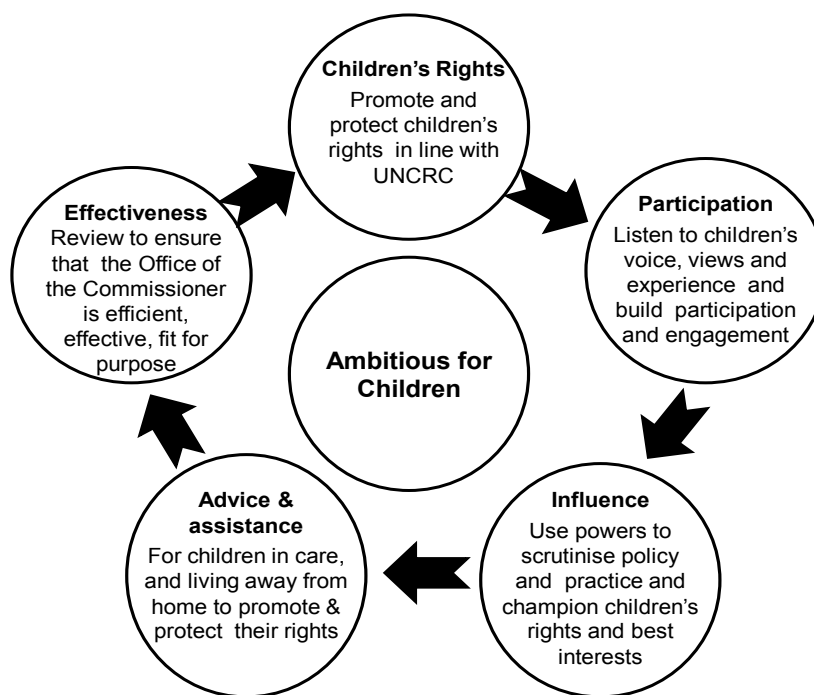 Children's Rights
Promote and
protect children's
rights in line with
UNCRC
Participation
Listen to children's
voice, views and
experience and
build participation
and engagement
Influence
Use powers to
scrutinise policy
and practice and
champion children's
rights and best
interests
Advice &
assistance
For children in care,
and living away from
home to promote &
protect their rights
Effectiveness
Review to ensure
that the Office of
the Commissioner
is efficient,
effective, fit for
purpose
Ambitious for
Children